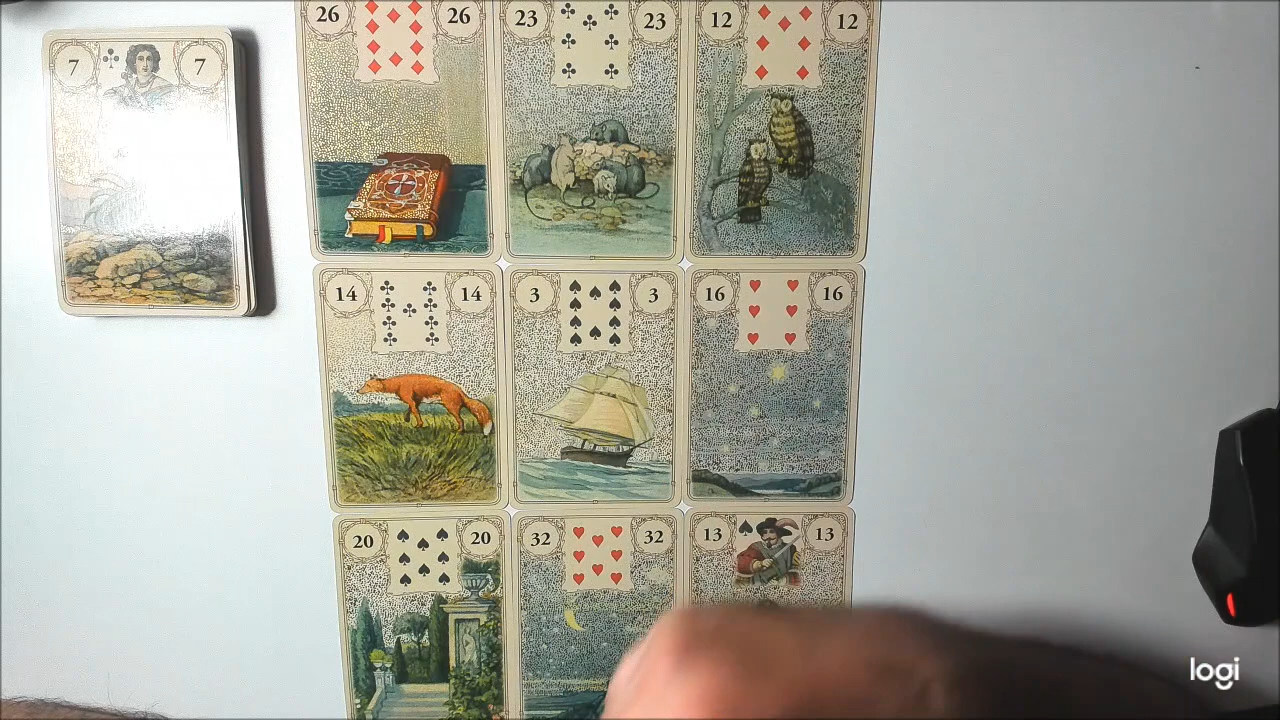 26 26 23 23 12 12
7 7
14 14 3 3 16 16
20 20 32 32 13 13
logi